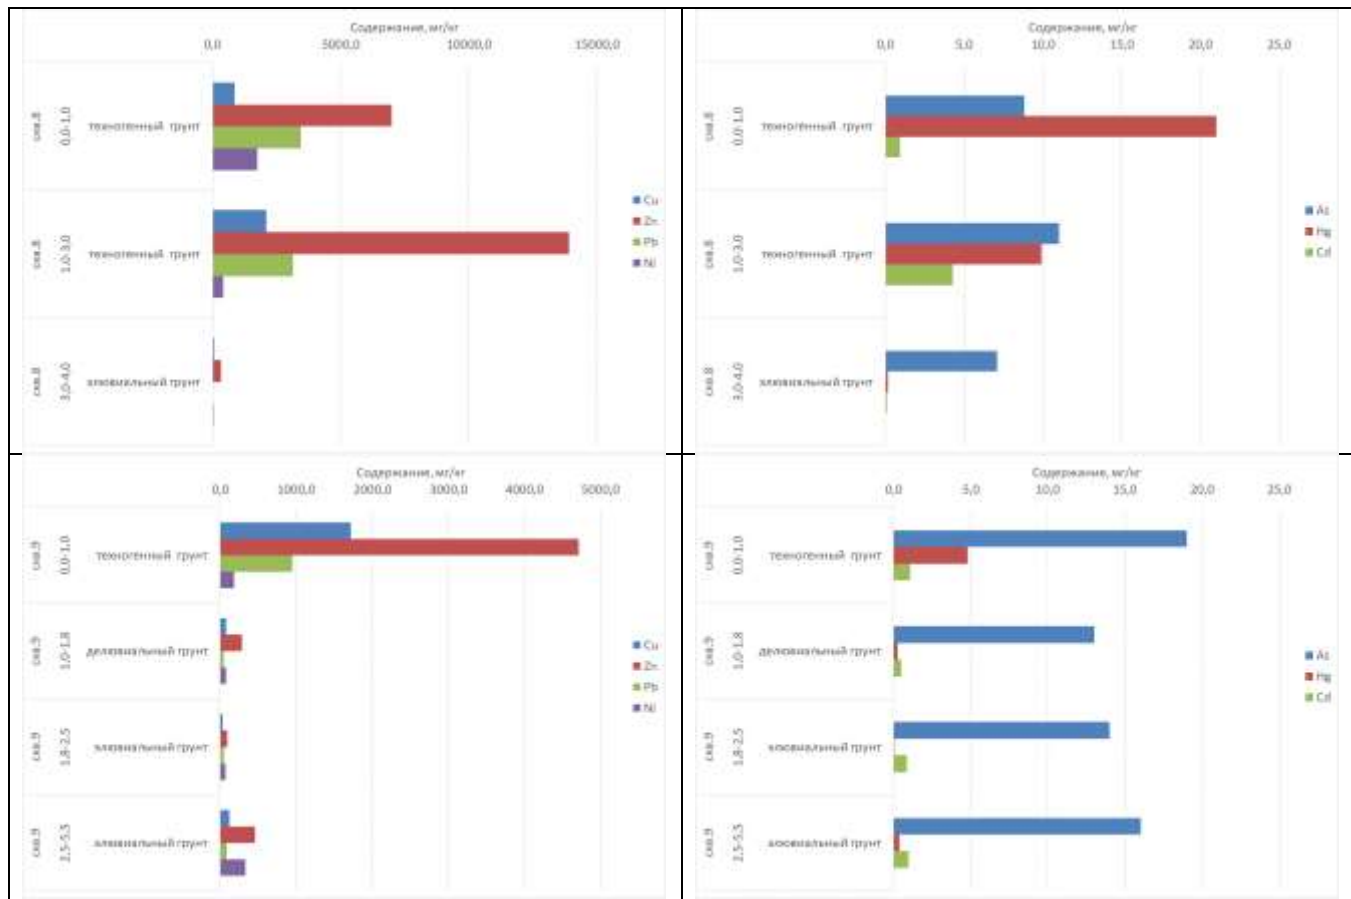 Содержание, мг/кг
0,0 5000,0 10000,0 15000,0
скв.8 0,0-1,0 техногенный грунт
скв.8 1,0-3,0 техногенный грунт
скв.8 3,0-4,0 элювиальный грунт
Cu
Zn
Pb
Ni
Содержание, мг/кг
0,0 5,0 10,0 15,0 20,0 25,0
скв.8 0,0-1,0 техногенный грунт
скв.8 1,0-3,0 техногенный грунт
скв.8 3,0-4,0 элювиальный грунт
As
Hg
Cd
Содержание, мг/кг
0,0 1000,0 2000,0 3000,0 4000,0 5000,0
скв.9 0,0-1,0 техногенный грунт
скв.9 1,0-1,8 делювиальный грунт
скв.9 1,8-2,5 элювиальный грунт
скв.9 2,5-5,5 элювиальный грунт
Cu
Zn
Pb
Ni
Содержание, мг/кг
0,0 5,0 10,0 15,0 20,0 25,0
скв.9 0,0-1,0 техногенный грунт
скв.9 1,0-1,8 делювиальный грунт
скв.9 1,8-2,5 элювиальный грунт
скв.9 2,5-5,5 элювиальный грунт
As
Hg
Cd